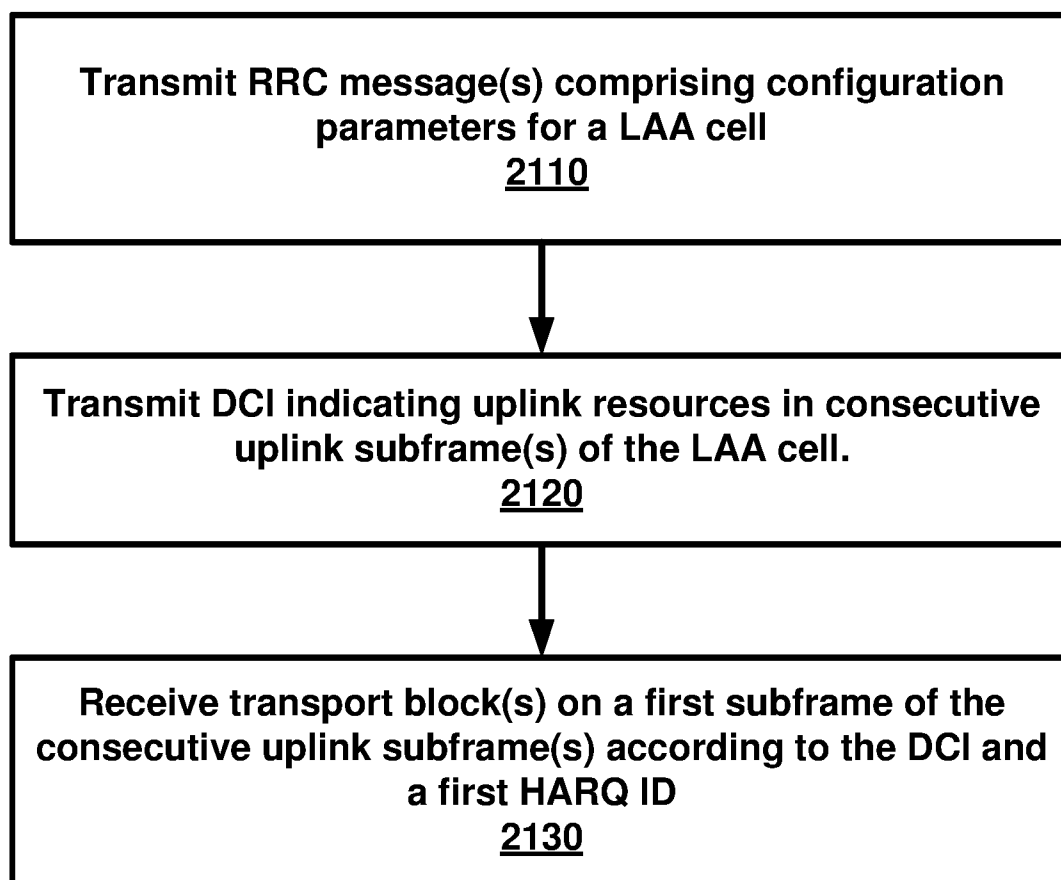 Transmit RRC message(s) comprising configuration
parameters for a LAA cell
2110
Transmit DCI indicating uplink resources in consecutive
uplink subframe(s) of the LAA cell.
2120
Receive transport block(s) on a first subframe of the
consecutive uplink subframe(s) according to the DCI and
a first HARQ ID
2130